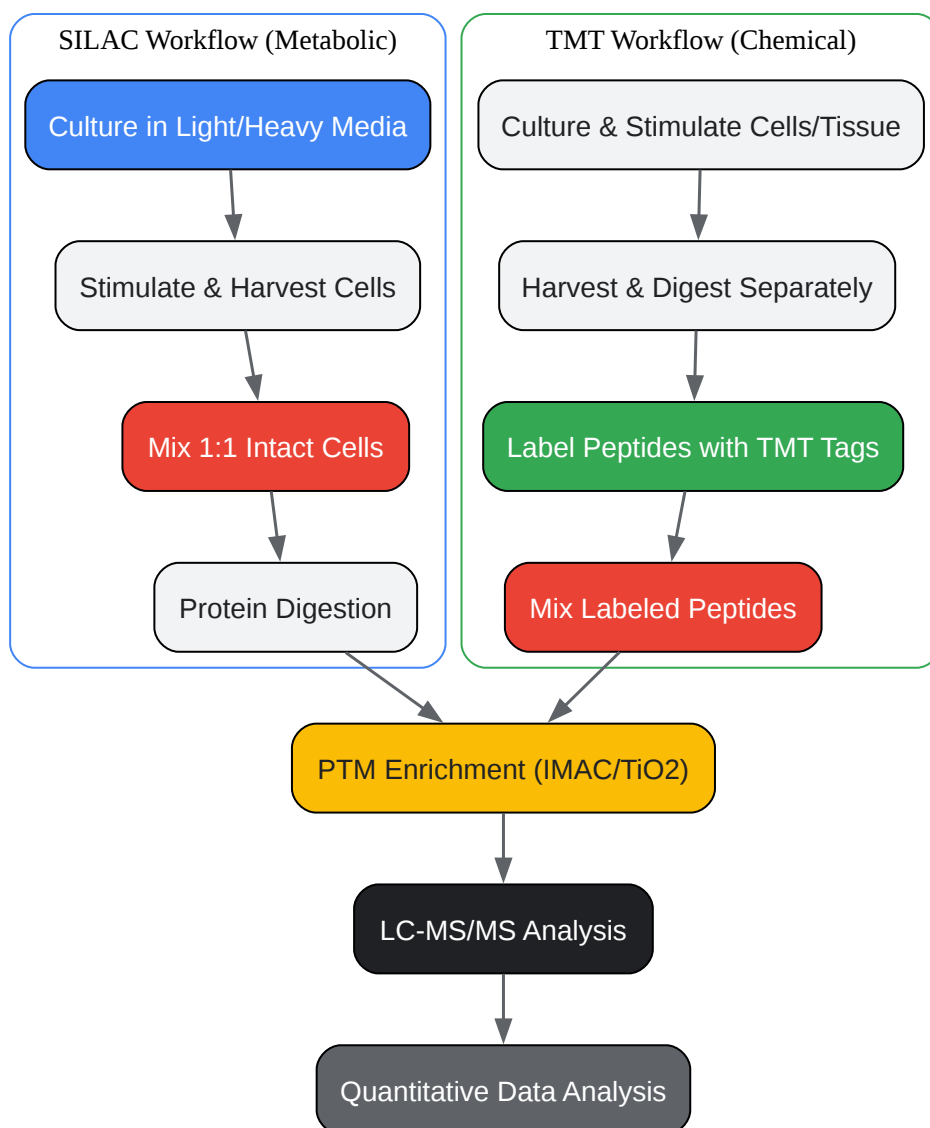 SILAC Workflow (Metabolic)
Culture in Light/Heavy Media
Stimulate & Harvest Cells
Mix 1:1 Intact Cells
Protein Digestion
TMT Workflow (Chemical)
Culture & Stimulate Cells/Tissue
Harvest & Digest Separately
Label Peptides with TMT Tags
Mix Labeled Peptides
PTM Enrichment (IMAC/TiO2)
LC-MS/MS Analysis
Quantitative Data Analysis